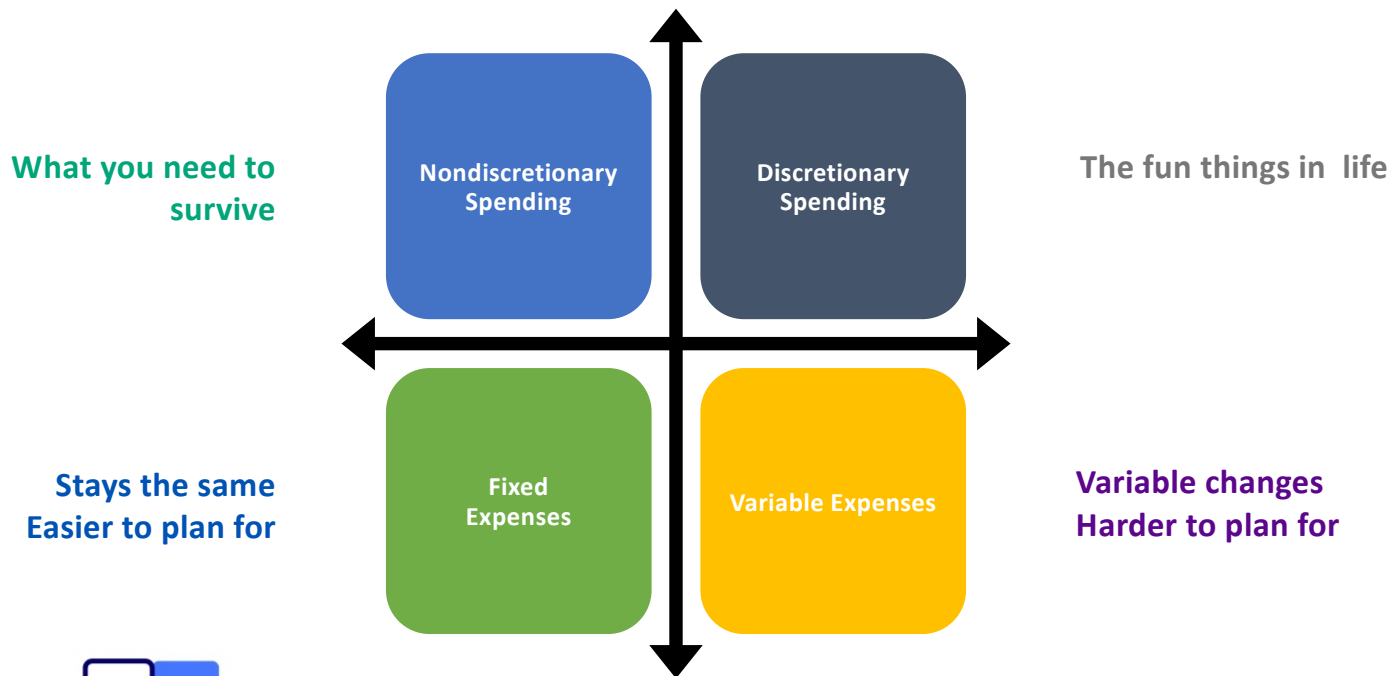 What you need to
survive
Nondiscretionary
Spending
Discretionary
Spending
The fun things in  life
Stays the same
Easier to plan for
Fixed
Expenses
Variable Expenses
Variable changes
Harder to plan for